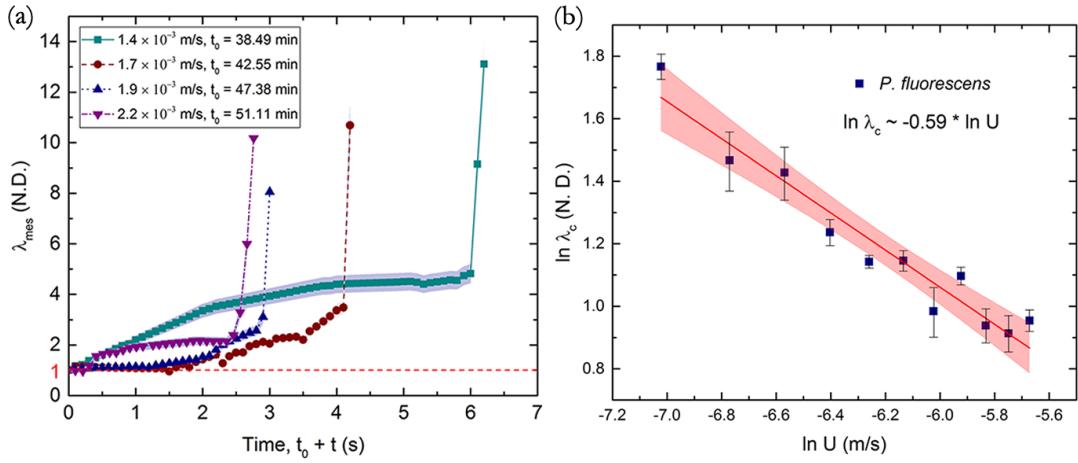 (a)
1.4 × 10⁻³ m/s, t₀ = 38.49 min
1.7 × 10⁻³ m/s, t₀ = 42.55 min
1.9 × 10⁻³ m/s, t₀ = 47.38 min
2.2 × 10⁻³ m/s, t₀ = 51.11 min
14
12
10
8
6
4
2
1
0
λmes (N.D.)
0 1 2 3 4 5 6 7
Time, t₀ + t (s)
(b)
P. fluorescens
ln λc ~ -0.59 * ln U
1.8
1.6
1.4
1.2
1.0
0.8
ln λc (N. D.)
-7.0 -6.8 -6.6 -6.4 -6.2 -6.0 -5.8 -5.6
ln U (m/s)